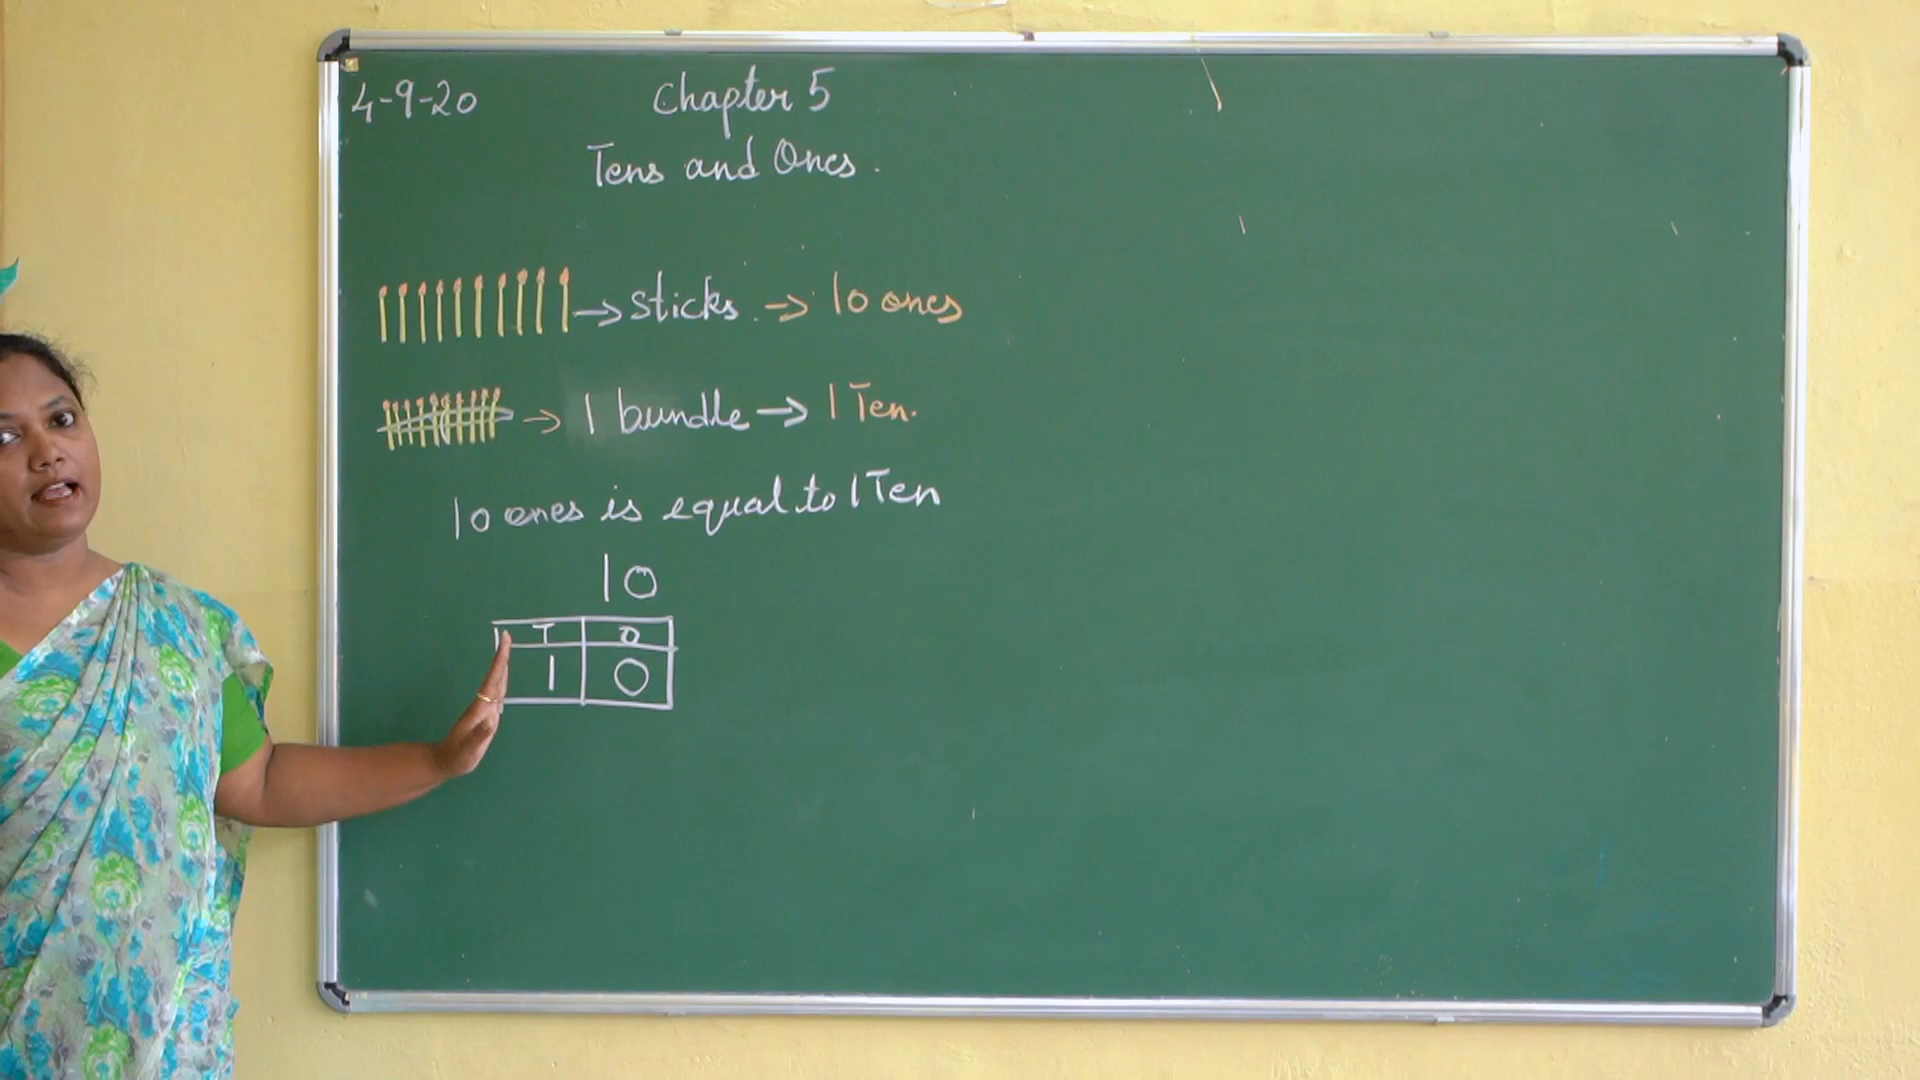 4-9-20
Chapter 5
Tens and Ones.
→ sticks → 10 ones
→ 1 bundle → 1 Ten.
10 ones is equal to 1 Ten
10
T O
1 0